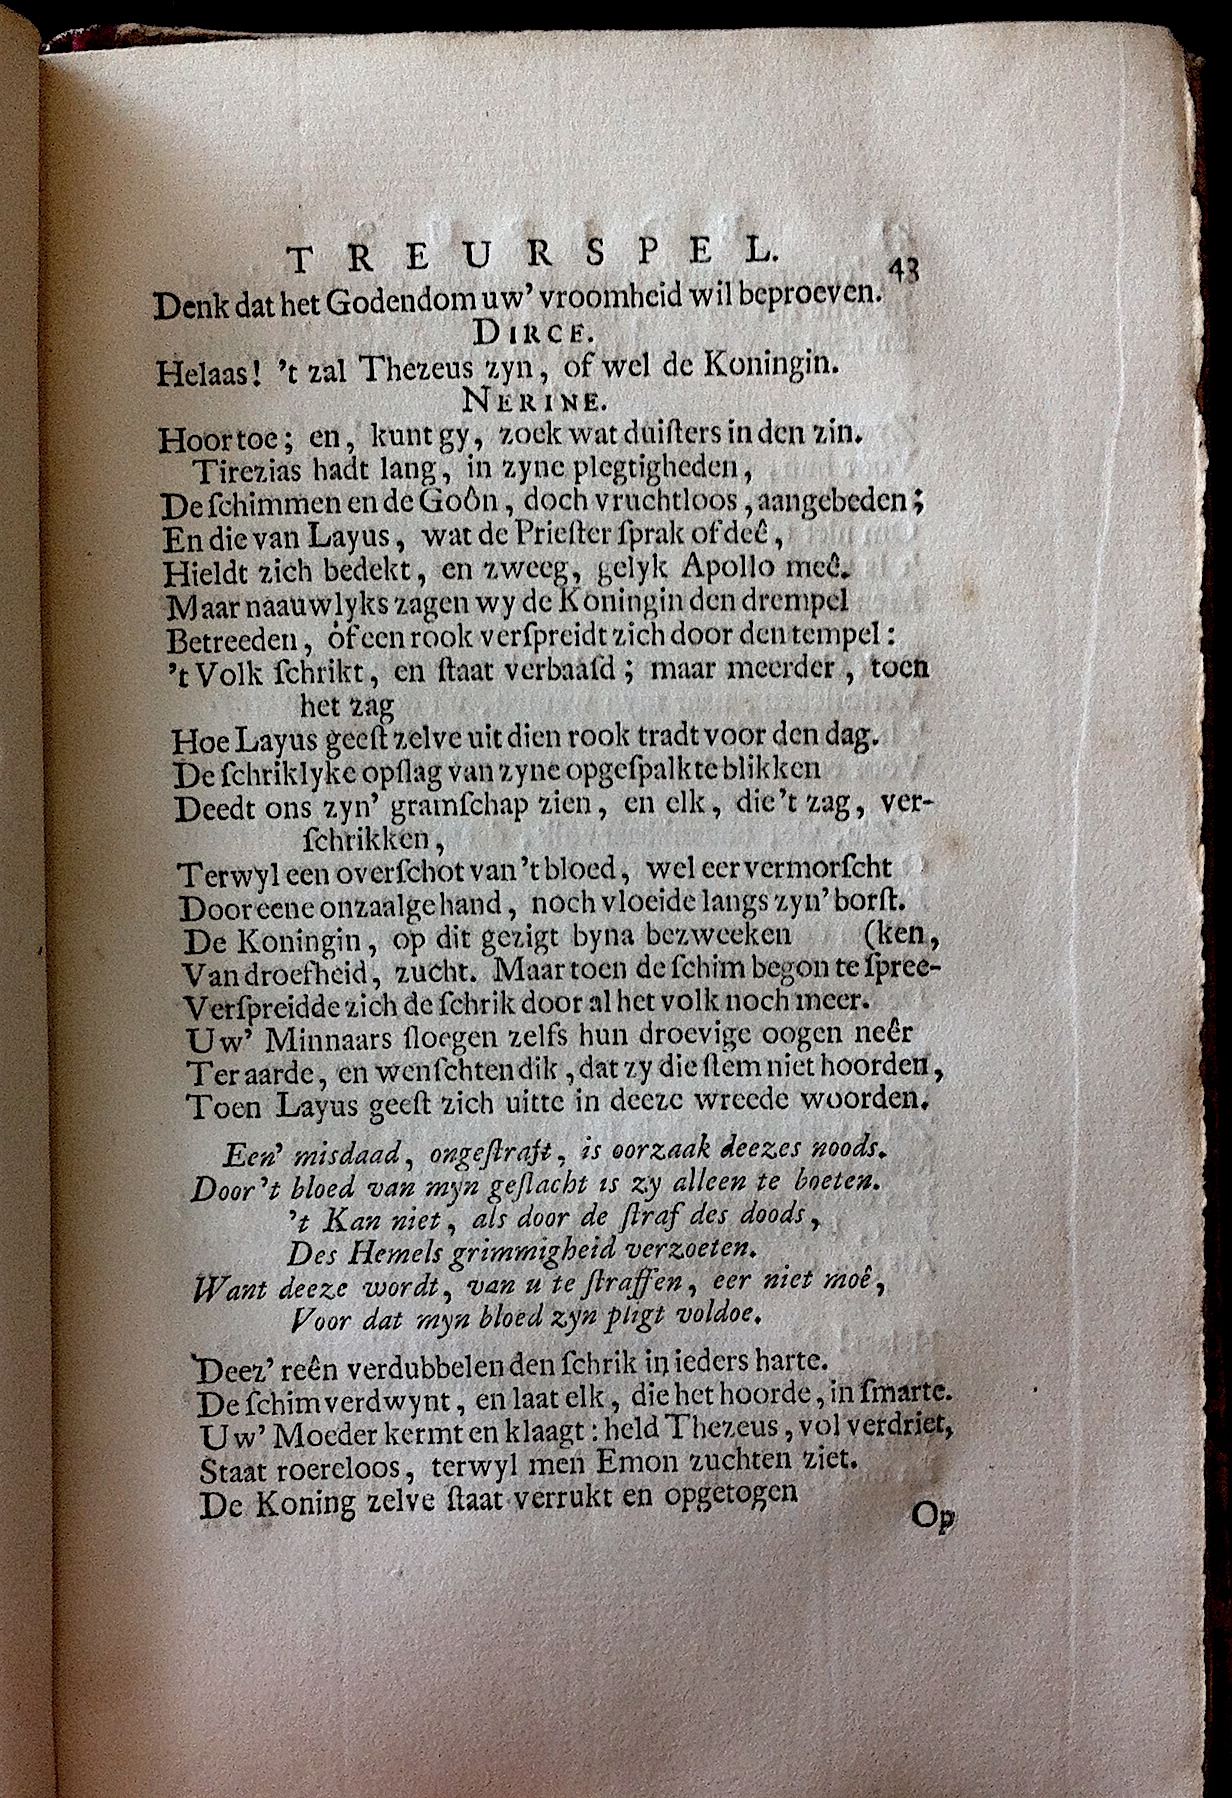 TREURSPEL. 43
Denk dat het Godendom uw' vroomheid wil beproeven.
DIRCE.
Helaas! 't zal Thezeus zyn, of wel de Koningin.
NERINE.
Hoor toe; en, kunt gy, zoek wat duiſters in den zin.
Tirezias hadt lang, in zyne plegtigheden,
De ſchimmen en de Goôn, doch vruchtloos, aangebeden;
En die van Layus, wat de Prieſter ſprak of deê,
Hieldt zich bedekt, en zweeg, gelyk Apollo meê.
Maar naauwlyks zagen wy de Koningin den drempel
Betreeden, of een rook verſpreidt zich door den tempel:
't Volk ſchrikt, en ſtaat verbaaſd; maar meerder, toen
het zag
Hoe Layus geeſt zelve uit dien rook tradt voor den dag.
De ſchriklyke opſlag van zyne opgeſpalkte blikken
Deedt ons zyn' gramſchap zien, en elk, die 't zag, ver-
ſchrikken,
Terwyl een overſchot van 't bloed, wel eer vermorſcht
Door eene onzaalge hand, noch vloeide langs zyn' borſt.
De Koningin, op dit gezigt byna bezweeken (ken,
Van droefheid, zucht. Maar toen de ſchim begon te ſpree-
Verſpreidde zich de ſchrik door al het volk noch meer.
Uw' Minnaars ſloegen zelfs hun droevige oogen neêr
Ter aarde, en wenſchten dik, dat zy die ſtem niet hoorden,
Toen Layus geeſt zich uitte in deeze wreede woorden.
Een' misdaad, ongeſtraft, is oorzaak deezes noods.
Door 't bloed van myn geſlacht is zy alleen te boeten.
't Kan niet, als door de ſtraf des doods,
Des Hemels grimmigheid verzoeten.
Want deeze wordt, van u te ſtraffen, eer niet moê,
Voor dat myn bloed zyn pligt voldoe.
Deez' reên verdubbelen den ſchrik in ieders harte.
De ſchim verdwynt, en laat elk, die het hoorde, in ſmarte.
Uw' Moeder kermt en klaagt: held Thezeus, vol verdriet,
Staat roereloos, terwyl men Emon zuchten ziet.
De Koning zelve ſtaat verrukt en opgetogen
Op